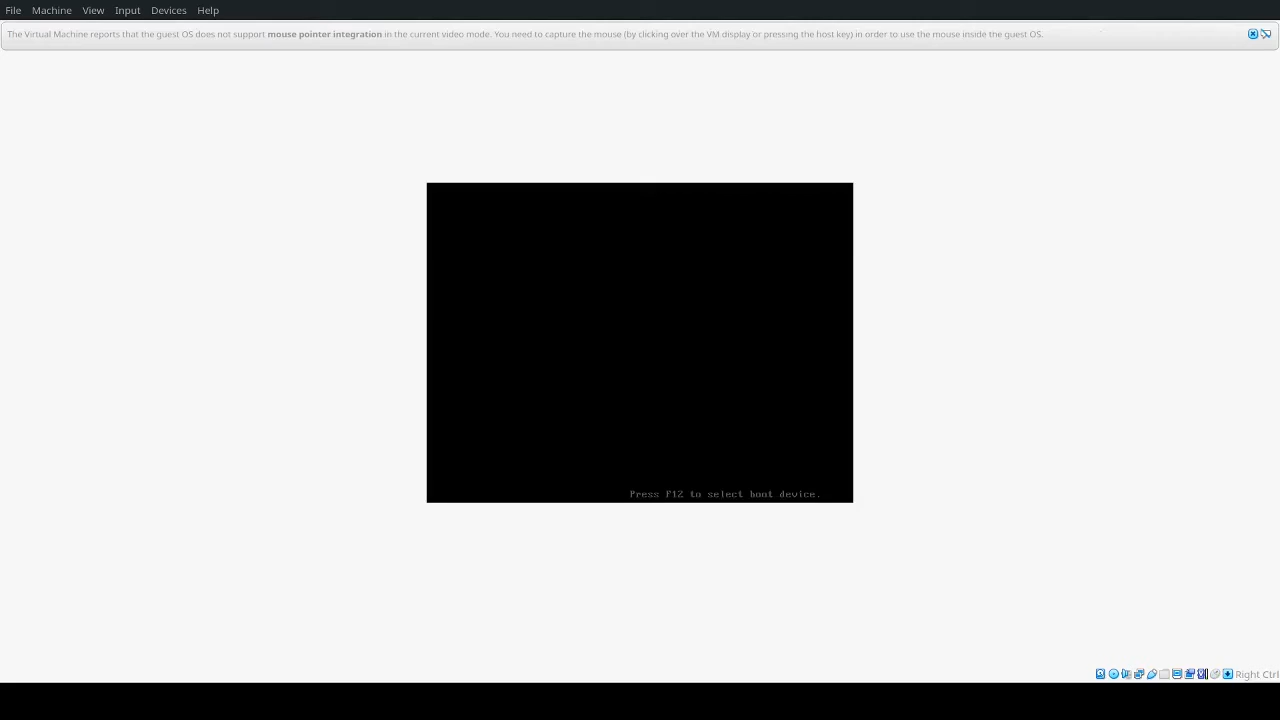 File Machine View Input Devices Help
The Virtual Machine reports that the guest OS does not support mouse pointer integration in the current video mode. You need to capture the mouse (by clicking over the VM display or pressing the host key) in order to use the mouse inside the guest OS.
Press F12 to select boot device.
Right Ctrl